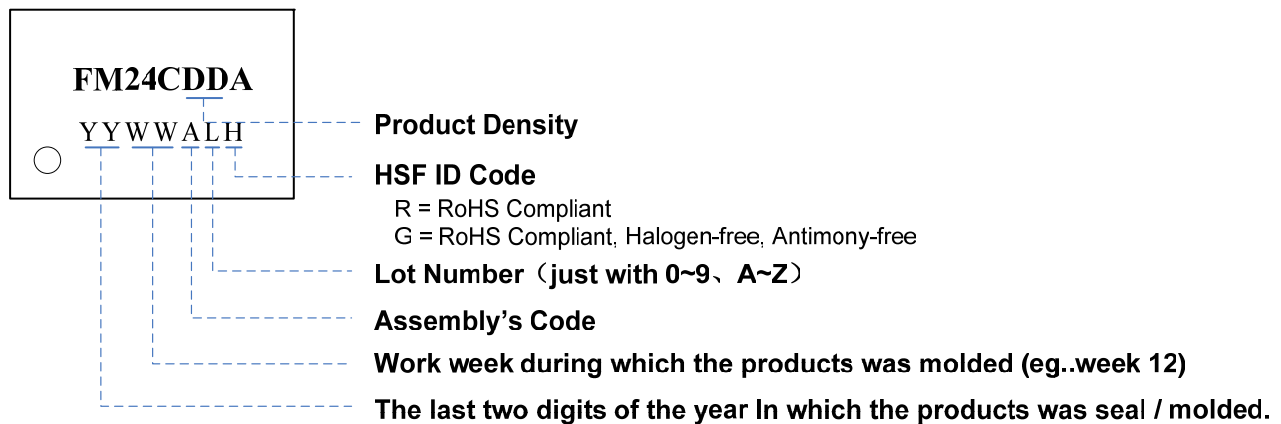 FM24CDDA
YYWWALH
Product Density
HSF ID Code
R = RoHS Compliant
G = RoHS Compliant, Halogen-free, Antimony-free
Lot Number（just with 0~9、A~Z）
Assembly's Code
Work week during which the products was molded (eg..week 12)
The last two digits of the year In which the products was seal / molded.